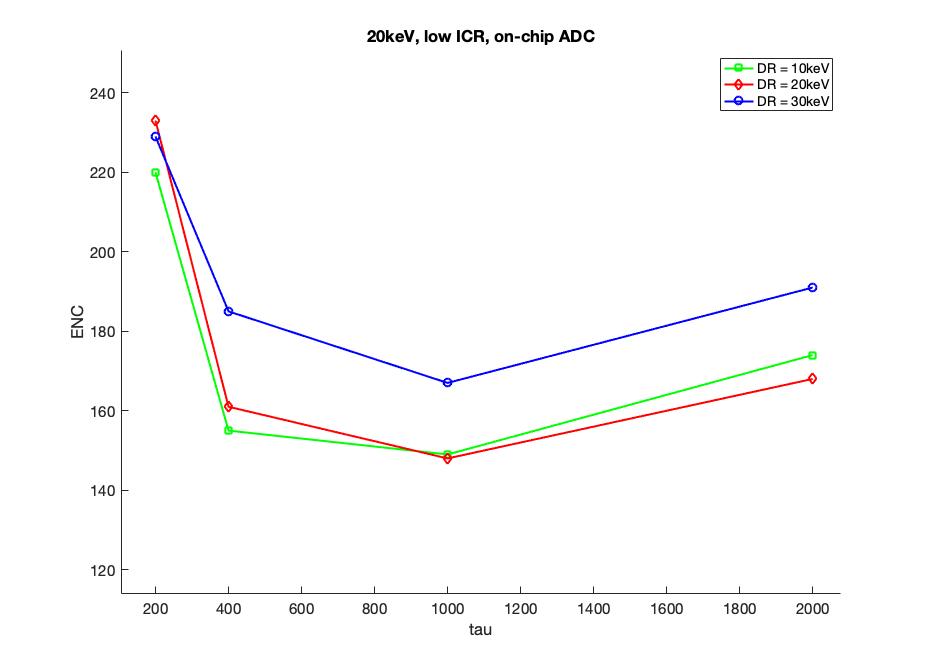 20keV, low ICR, on-chip ADC
DR = 10keV
DR = 20keV
DR = 30keV
ENC
240
220
200
180
160
140
120
200 400 600 800 1000 1200 1400 1600 1800 2000
tau